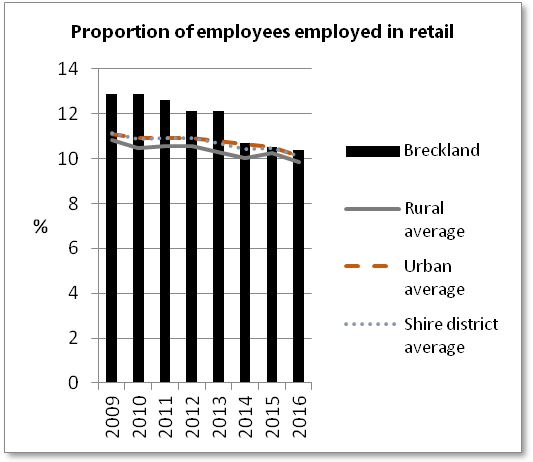 Proportion of employees employed in retail
14
12
10
8
6
4
2
0
%
2009
2010
2011
2012
2013
2014
2015
2016
Breckland
Rural
average
Urban
average
Shire district
average